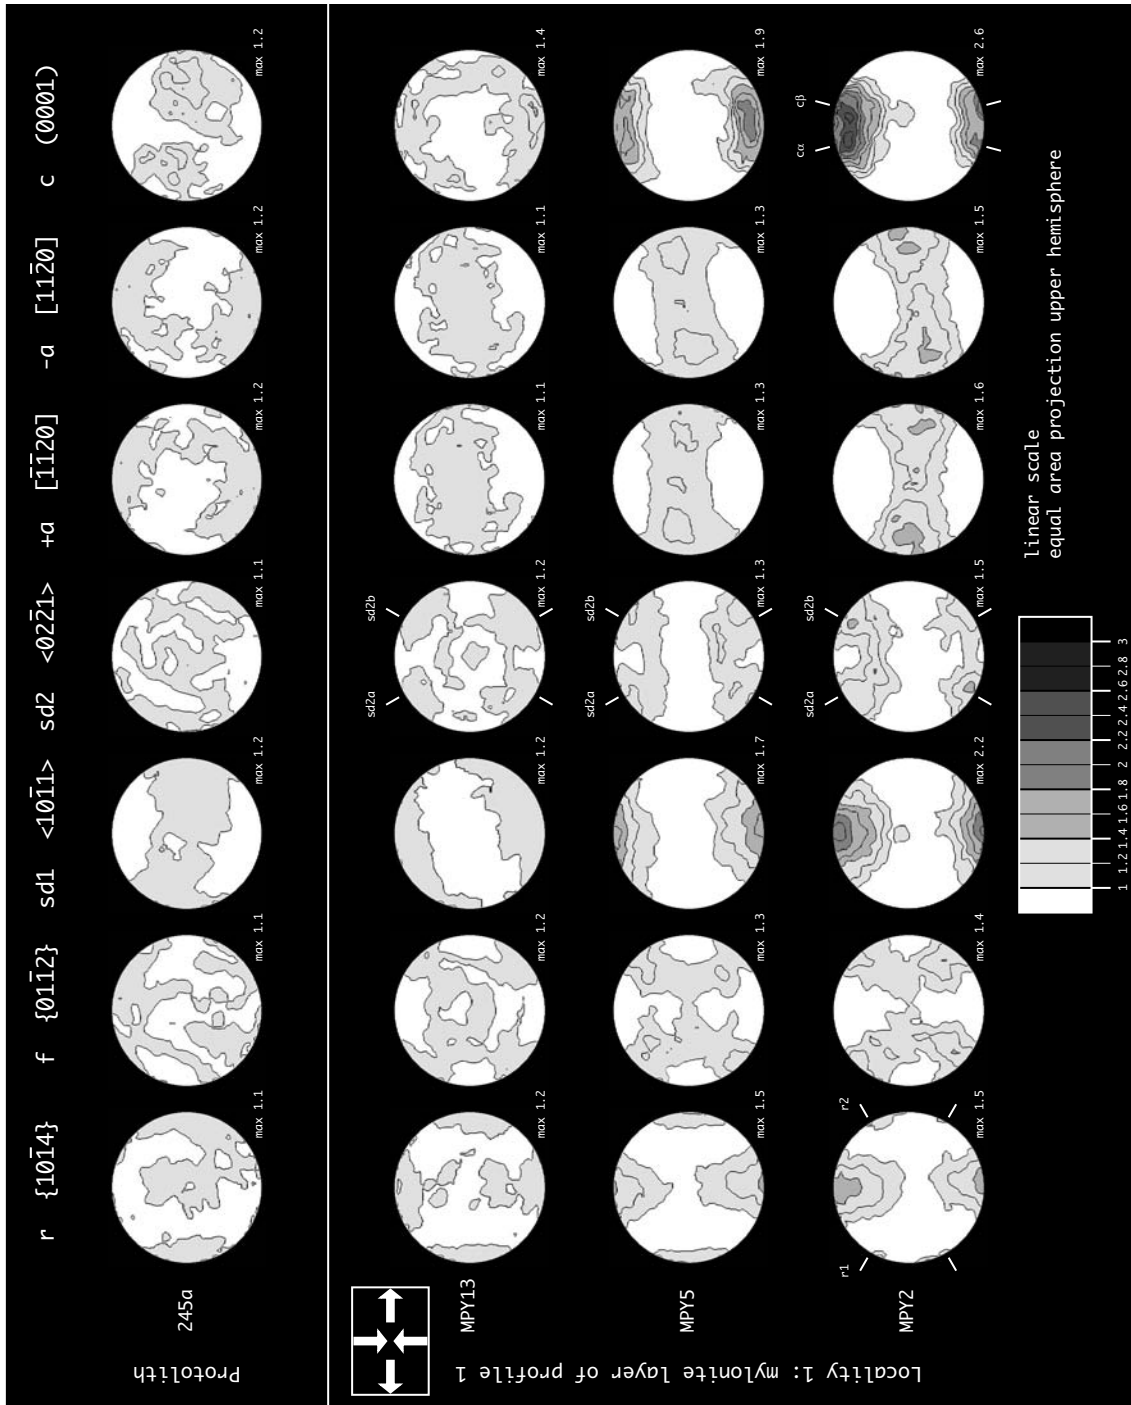 r {101̄4}
f {011̄2}
sd1 <101̄1>
sd2 <022̄1>
+a [1̄1̄20]
-a [112̄0]
c (0001)
Protolith
245a
max 1.1
max 1.1
max 1.2
max 1.1
max 1.2
max 1.2
max 1.2
Locality 1: mylonite layer of profile 1
MPY13
sd2a
sd2b
max 1.2
max 1.2
max 1.2
max 1.2
max 1.1
max 1.1
max 1.4
MPY5
sd2a
sd2b
max 1.5
max 1.3
max 1.7
max 1.3
max 1.3
max 1.3
max 1.9
MPY2
r1
r2
sd2a
sd2b
cα
cβ
max 1.5
max 1.4
max 2.2
max 1.5
max 1.6
max 1.5
max 2.6
linear scale
equal area projection upper hemisphere
1 1.2 1.4 1.6 1.8 2 2.2 2.4 2.6 2.8 3